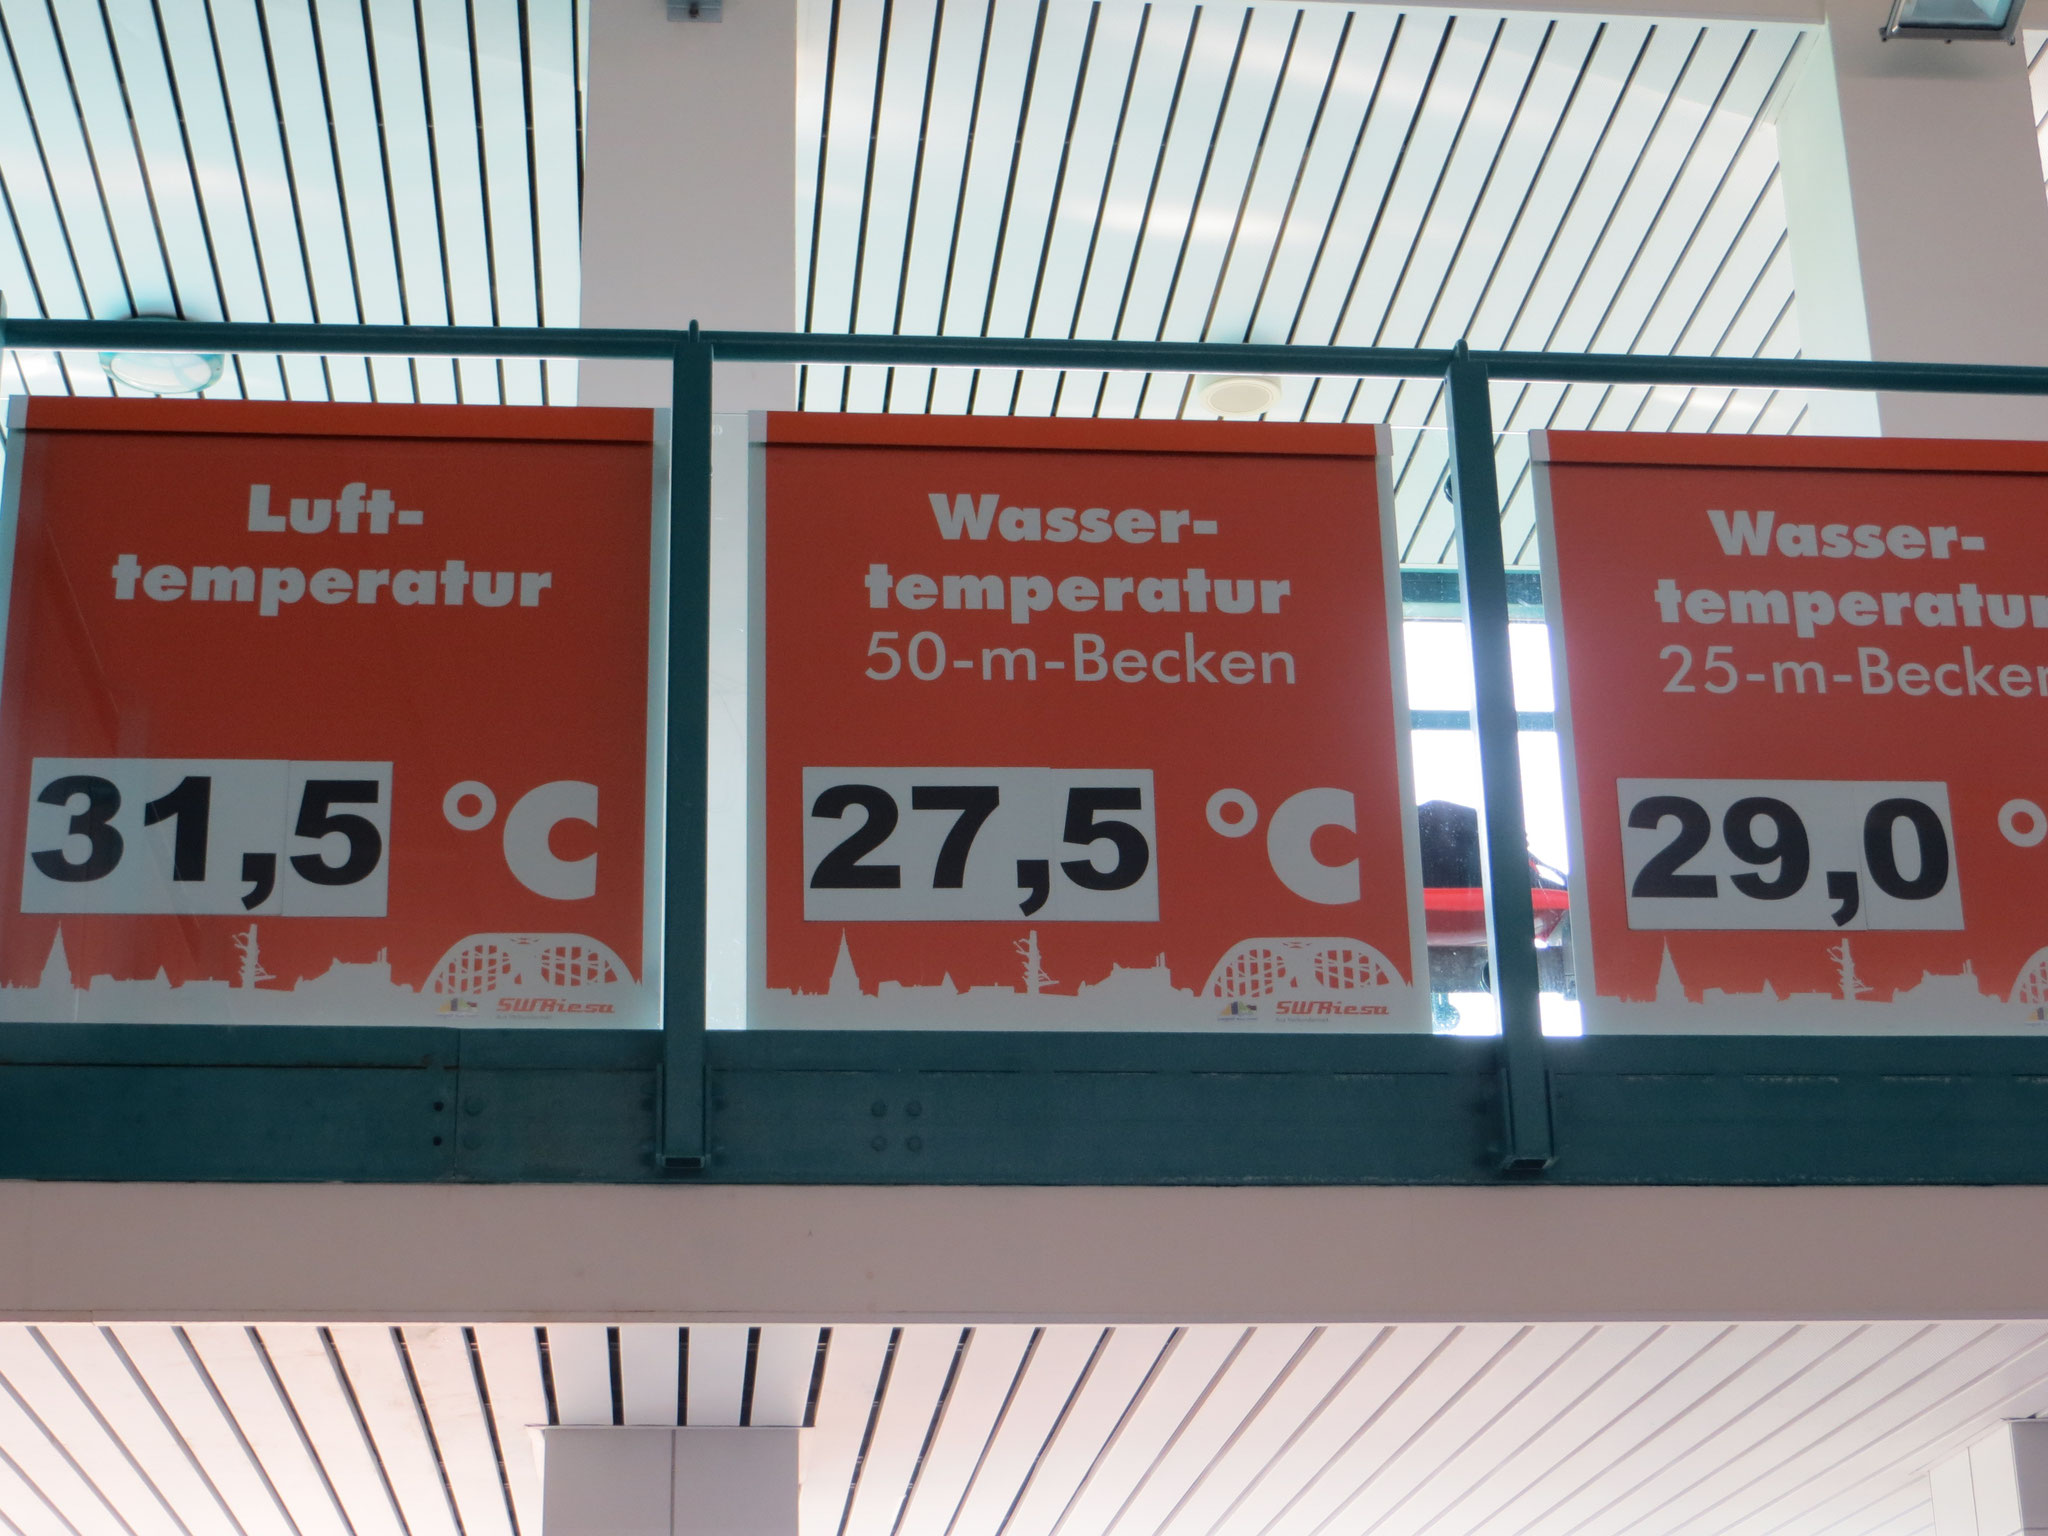 Luft-
temperatur
31,5 °C
SWRiesa
Wasser-
temperatur
50-m-Becken
27,5 °C
SWRiesa
Wasser-
temperatur
25-m-Becken
29,0 °